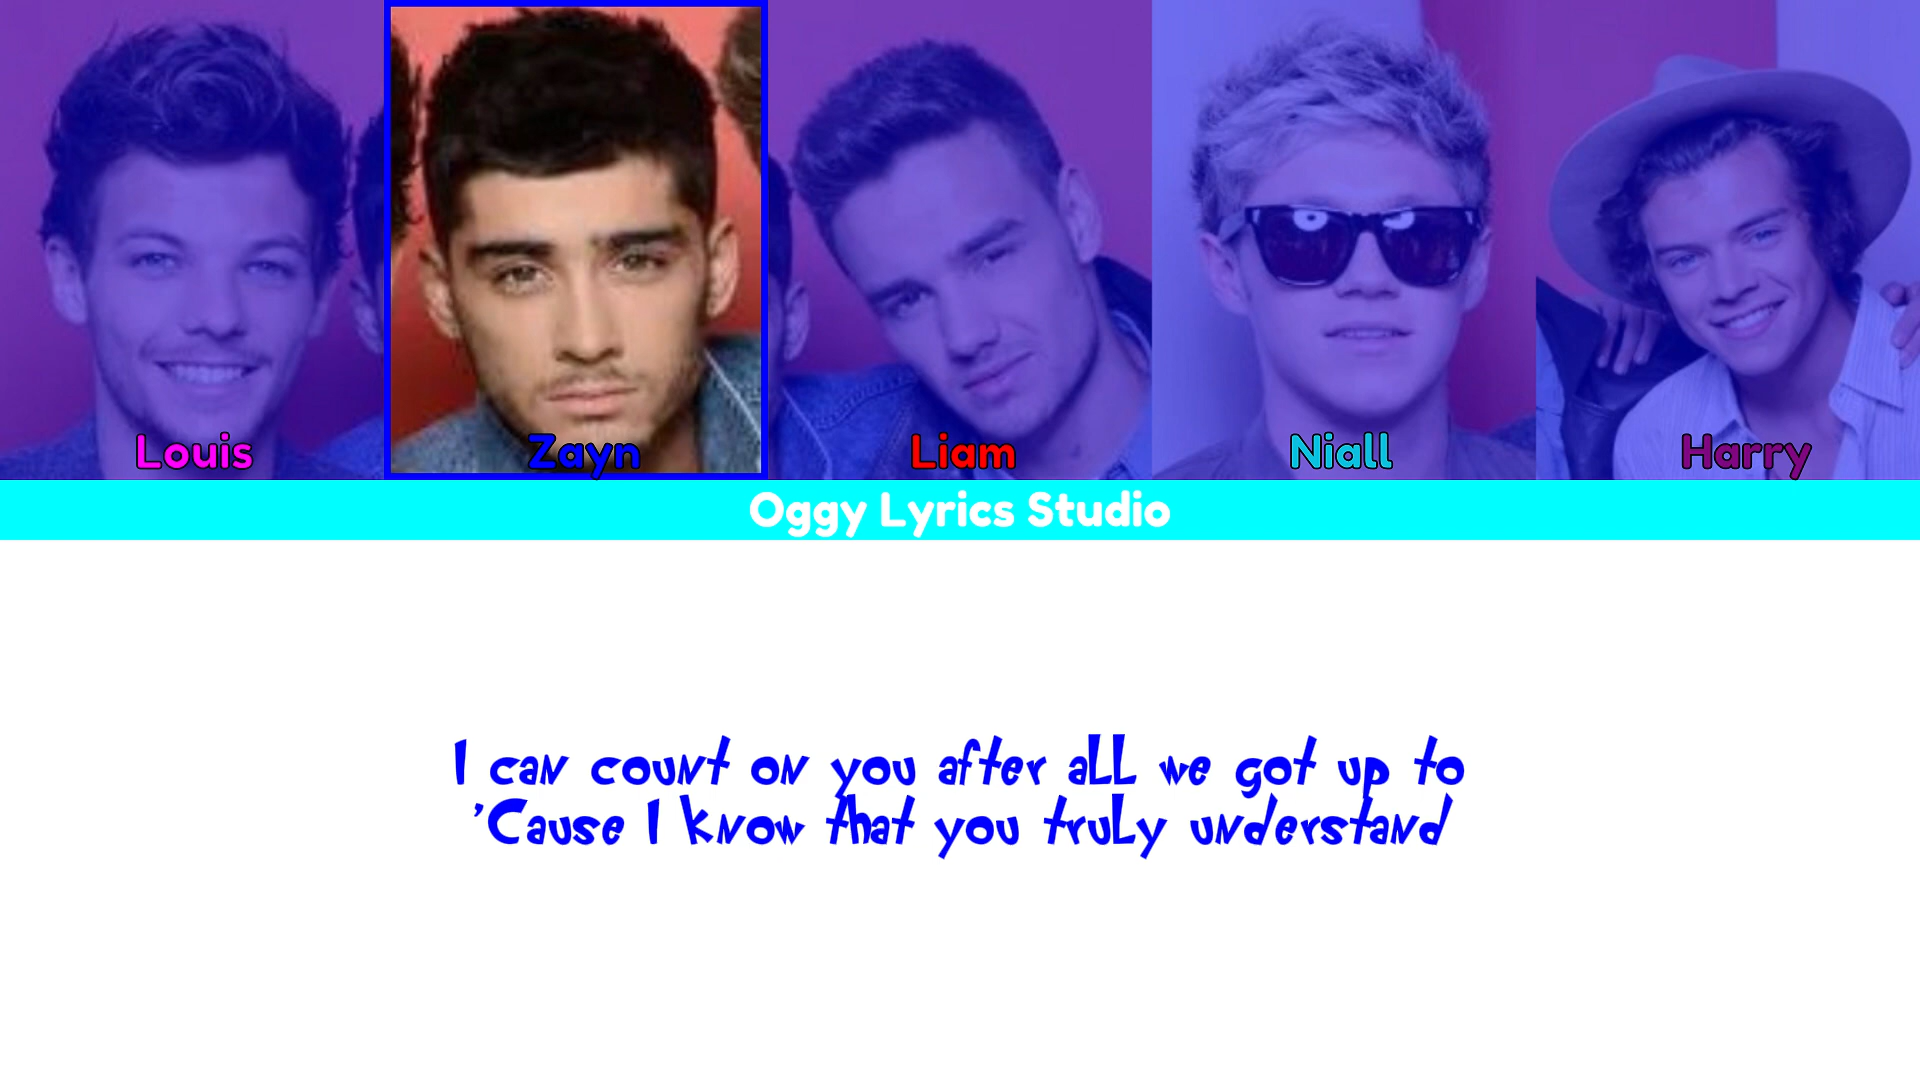 Louis
Zayn
Liam
Niall
Harry
Oggy Lyrics Studio
I can count on you after all we got up to
'Cause I know that you truly understand